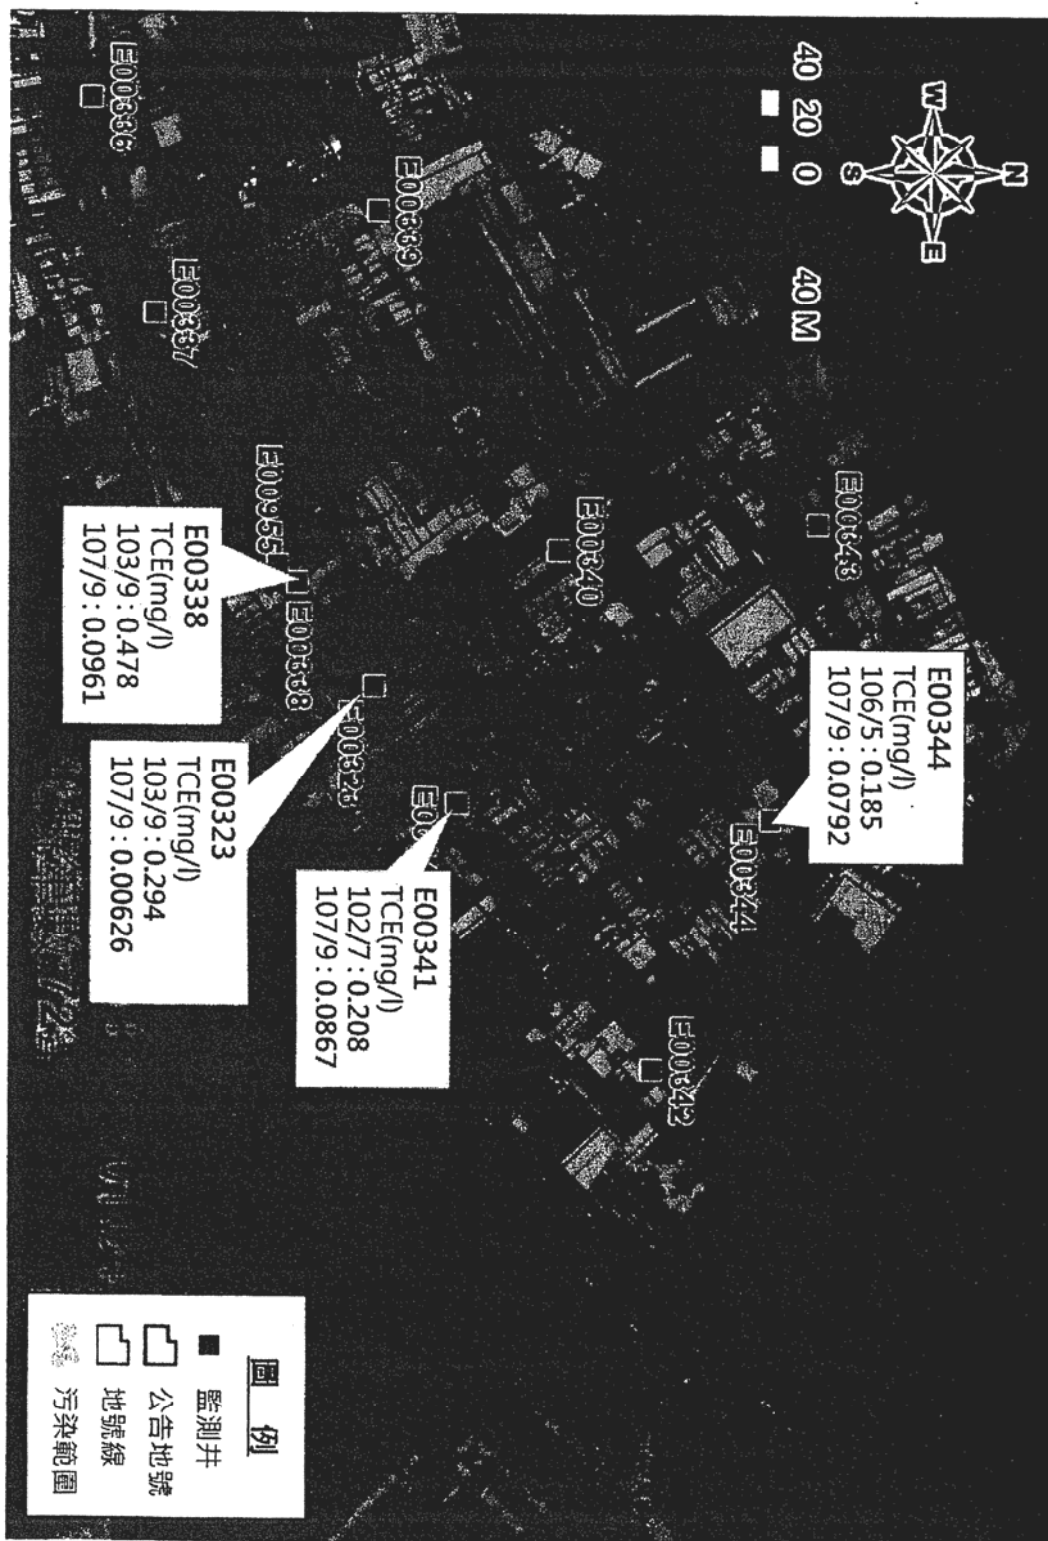 N
W E
S
40 20 0 40 M
E00344
TCE(mg/l)
106/5 : 0.185
107/9 : 0.0792
E00343
E00344
E00342
E00340
E00341
TCE(mg/l)
102/7 : 0.208
107/9 : 0.0867
E00339
E00323
E00338
E00955
E00323
TCE(mg/l)
103/9 : 0.294
107/9 : 0.00626
E00338
TCE(mg/l)
103/9 : 0.478
107/9 : 0.0961
E00337
E00336
圖 例
監測井
公告地號
地號線
污染範圍